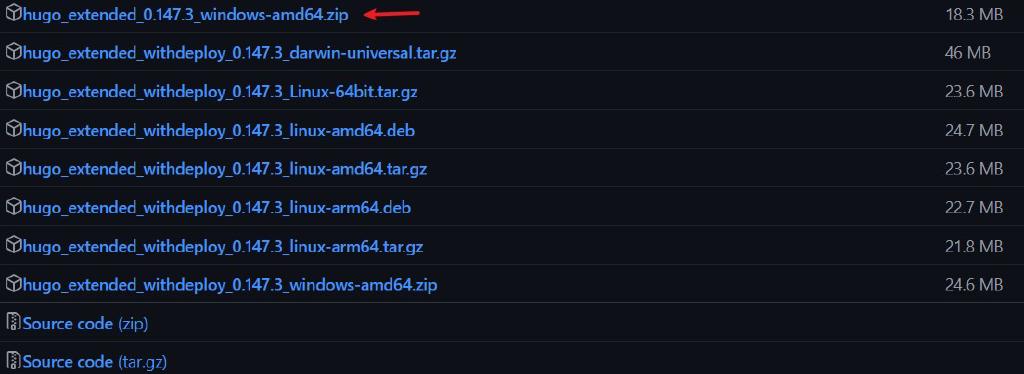 hugo_extended_0.147.3_windows-amd64.zip 18.3 MB
hugo_extended_withdeploy_0.147.3_darwin-universal.tar.gz 46 MB
hugo_extended_withdeploy_0.147.3_Linux-64bit.tar.gz 23.6 MB
hugo_extended_withdeploy_0.147.3_linux-amd64.deb 24.7 MB
hugo_extended_withdeploy_0.147.3_linux-amd64.tar.gz 23.6 MB
hugo_extended_withdeploy_0.147.3_linux-arm64.deb 22.7 MB
hugo_extended_withdeploy_0.147.3_linux-arm64.tar.gz 21.8 MB
hugo_extended_withdeploy_0.147.3_windows-amd64.zip 24.6 MB
Source code (zip)
Source code (tar.gz)